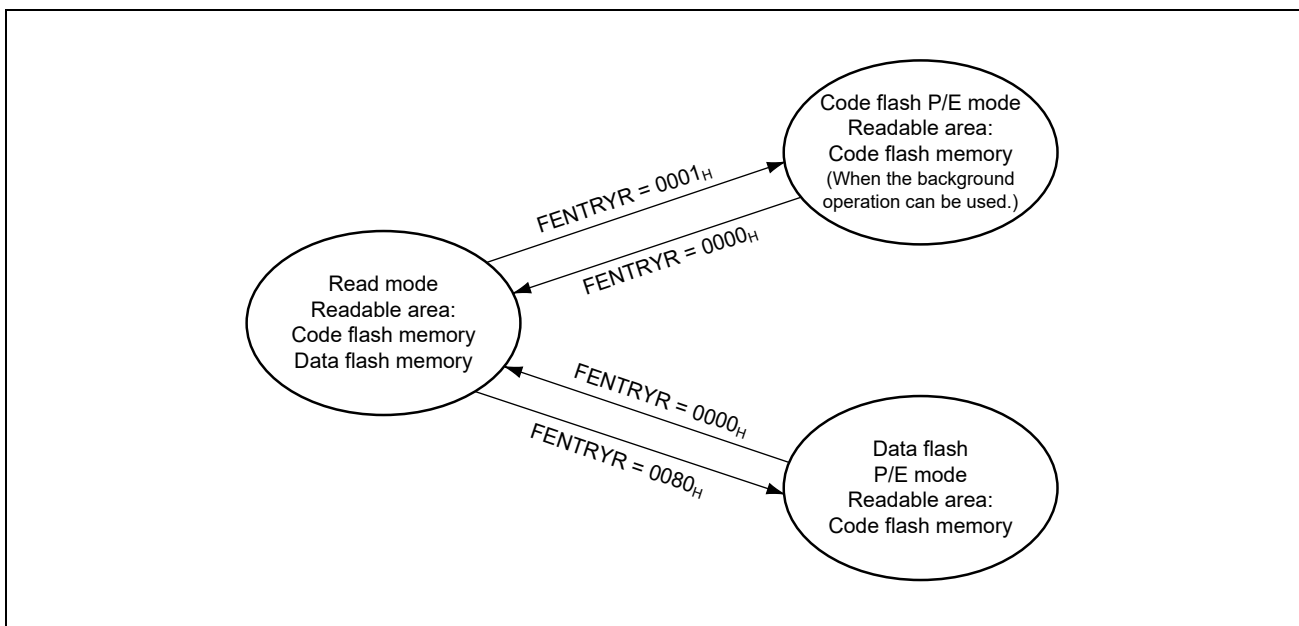 Code flash P/E mode
Readable area:
Code flash memory
(When the background
operation can be used.)
FENTRYR = 0001H
FENTRYR = 0000H
Read mode
Readable area:
Code flash memory
Data flash memory
FENTRYR = 0000H
FENTRYR = 0080H
Data flash
P/E mode
Readable area:
Code flash memory